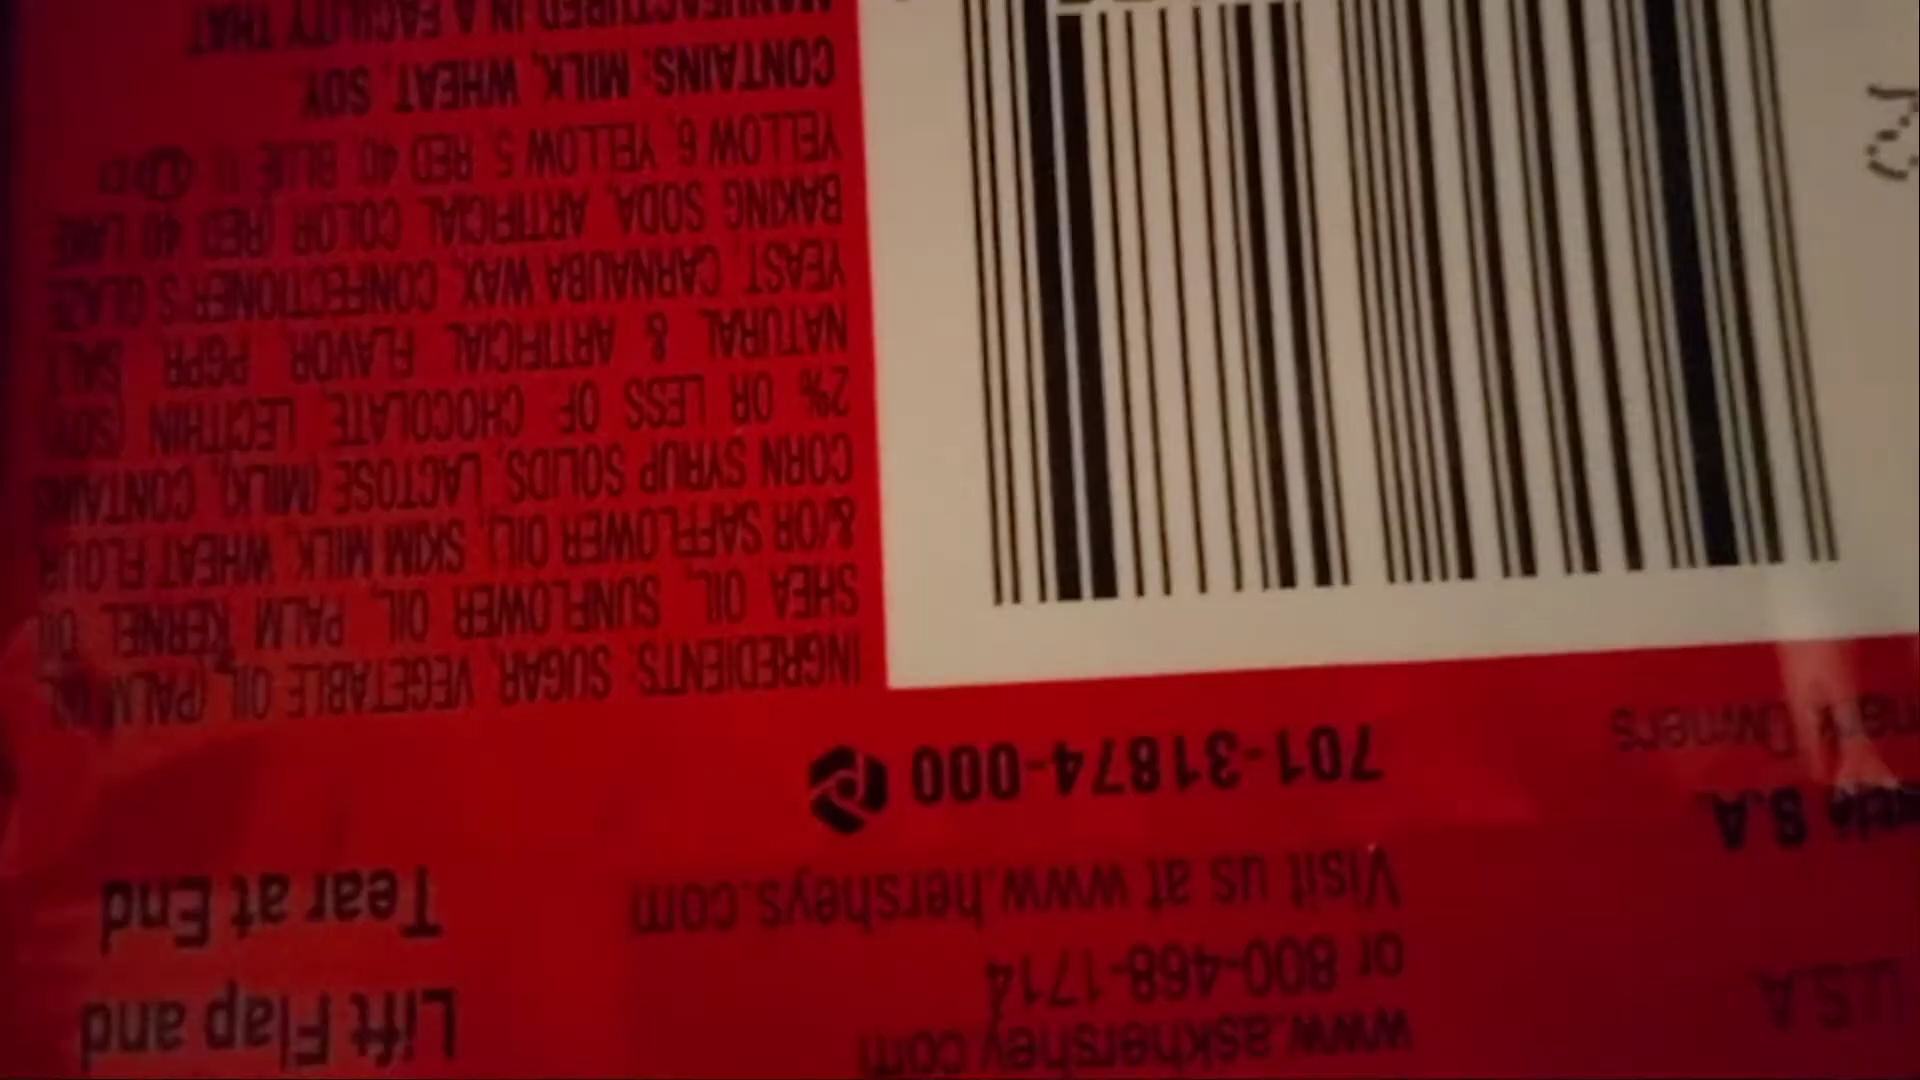 Lift Flap and
Tear at End
www.askhershey.com
or 800-468-1714
Visit us at www.hersheys.com
701-31874-000
U.S.A.
S.A.
Owners
INGREDIENTS: SUGAR, VEGETABLE OIL (PALM OIL,
SHEA OIL, SUNFLOWER OIL, PALM KERNEL OIL
&/OR SAFFLOWER OIL), SKIM MILK, WHEAT FLOUR,
CORN SYRUP SOLIDS, LACTOSE (MILK), CONTAINS
2% OR LESS OF: CHOCOLATE, LECITHIN (SOY),
NATURAL & ARTIFICIAL FLAVOR, PGPR, SALT,
YEAST, CARNAUBA WAX, CONFECTIONER'S GLAZE,
BAKING SODA, ARTIFICIAL COLOR (RED 40 LAKE,
YELLOW 6, YELLOW 5, RED 40, BLUE 1).
CONTAINS: MILK, WHEAT, SOY.
MANUFACTURED IN A FACILITY THAT